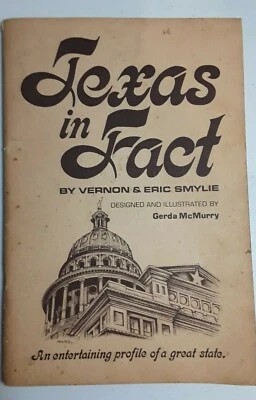 Texas
in
Fact
BY VERNON & ERIC SMYLIE
DESIGNED AND ILLUSTRATED BY
Gerda McMurry
An entertaining profile of a great state.